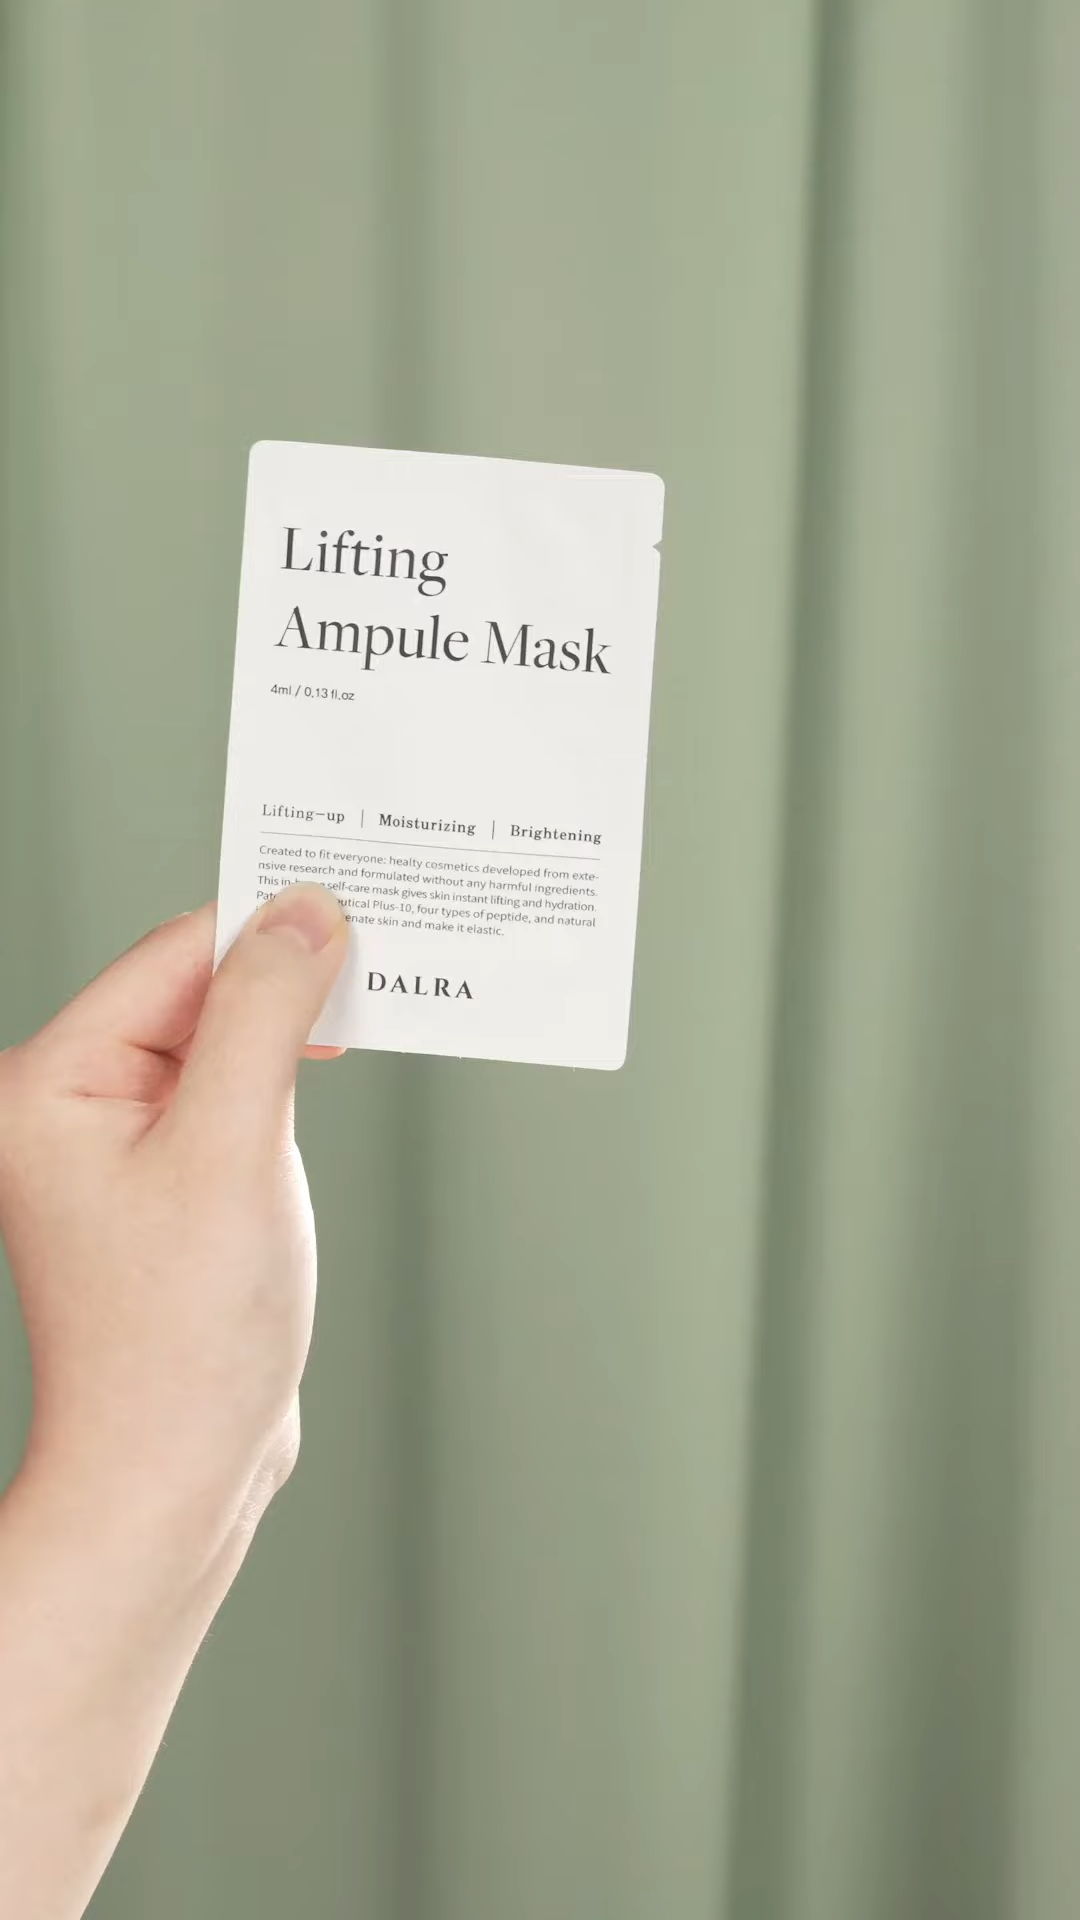 Lifting
Ampule Mask
4ml / 0.13 fl.oz
Lifting-up | Moisturizing | Brightening
Created to fit everyone: healty cosmetics developed from exte-
nsive research and formulated without any harmful ingredients.
This in- self-care mask gives skin instant lifting and hydration.
Plus-10, four types of peptide, and natural
skin and make it elastic.
DALRA